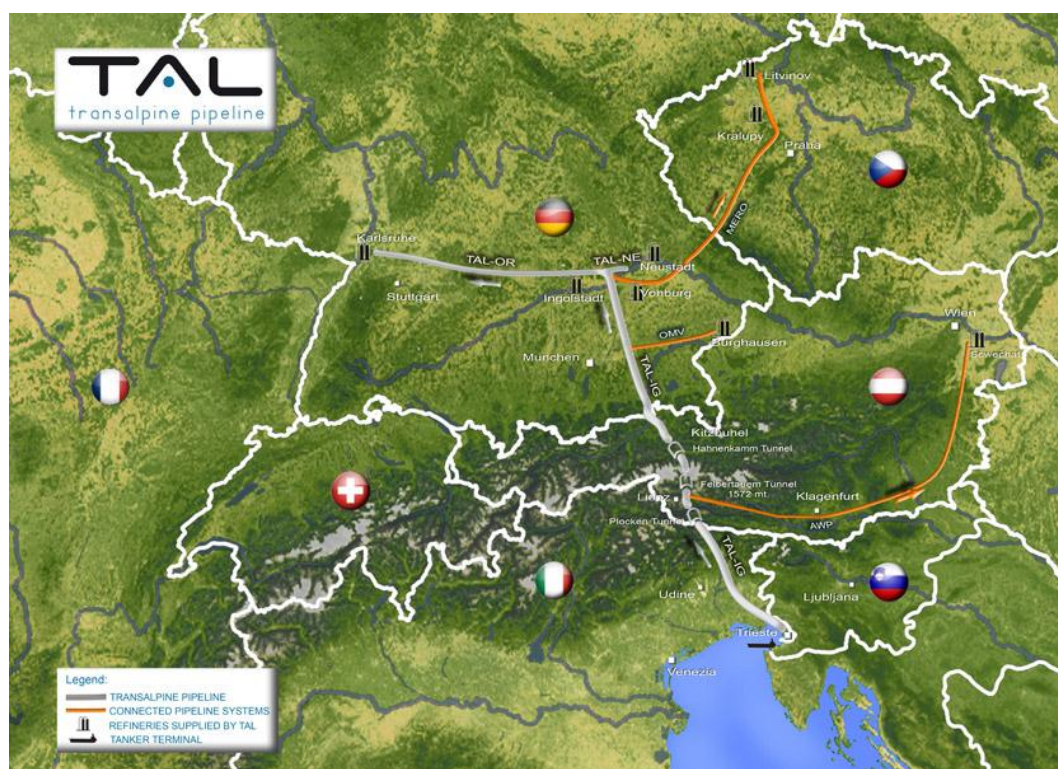 TAL
transalpine pipeline
Litvinov
Kralupy
Praha
MERO
Karlsruhe
TAL-OR
TAL-NE
Neustadt
Stuttgart
Ingolstadt
Vohburg
Wien
OMV
Burghausen
Scwechat
Munchen
TAL-IG
Kitzbuhel
Hahnenkamm Tunnel
Felbertauern Tunnel
1572 mt.
Lienz
Klagenfurt
Plocken Tunnel
AWP
TAL-IG
Udine
Ljubljana
Trieste
Venezia
Legend:
TRANSALPINE PIPELINE
CONNECTED PIPELINE SYSTEMS
REFINERIES SUPPLIED BY TAL
TANKER TERMINAL